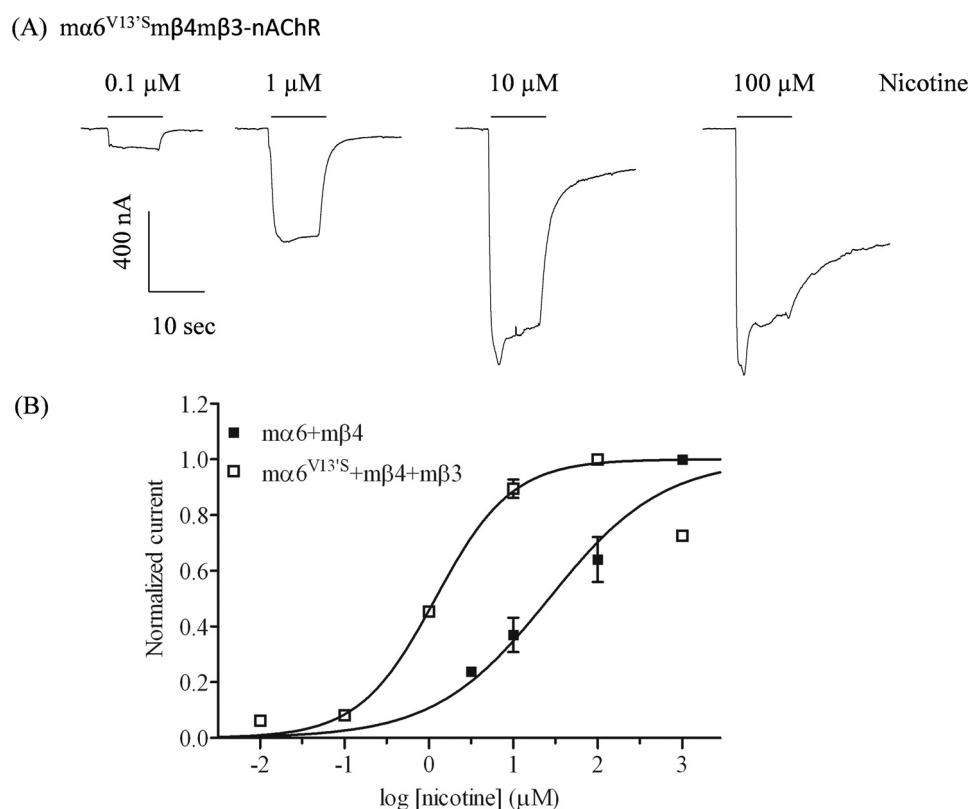 (A) mα6V13'Smβ4mβ3-nAChR
0.1 µM 1 µM 10 µM 100 µM Nicotine
400 nA
10 sec
(B)
1.2
1.0
0.8
0.6
0.4
0.2
0.0
Normalized current
mα6+mβ4
mα6V13'S+mβ4+mβ3
-2 -1 0 1 2 3
log [nicotine] (µM)